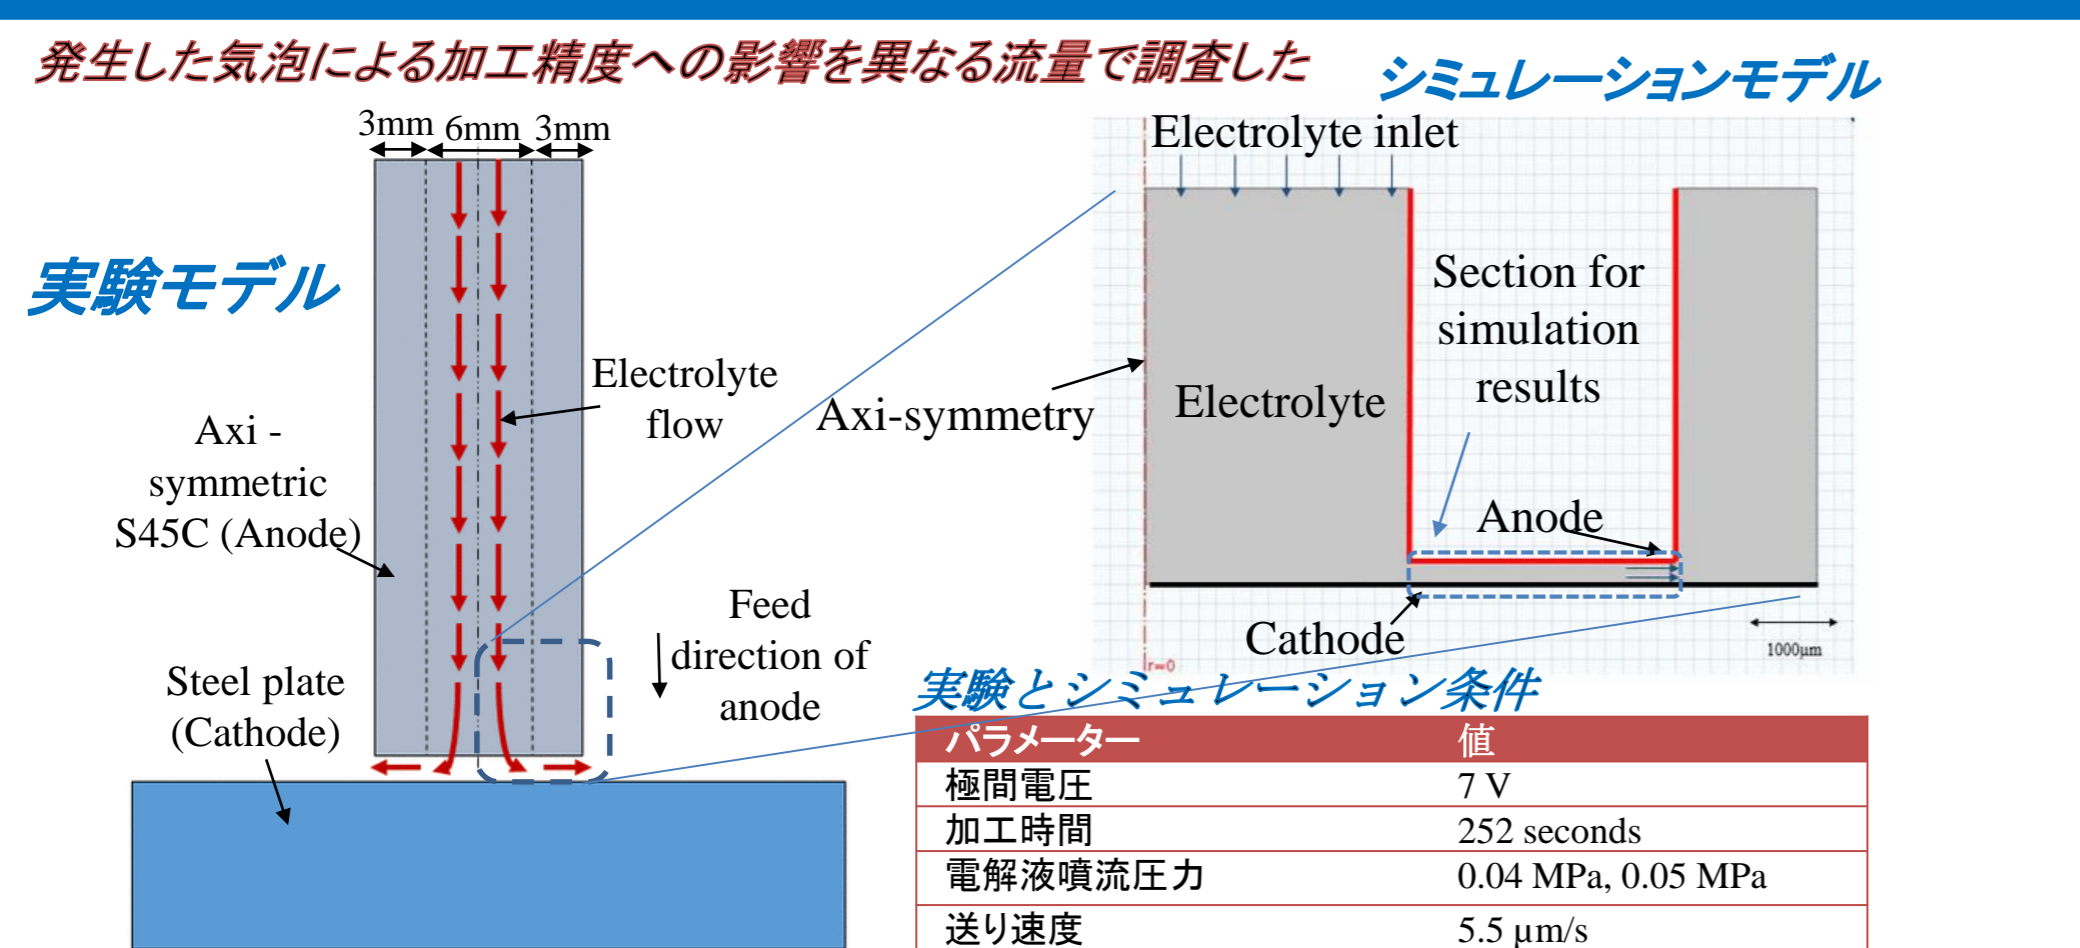 発生した気泡による加工精度への影響を異なる流量で調査した
シミュレーションモデル
3mm 6mm 3mm
実験モデル
Electrolyte
flow
Axi -
symmetric
S45C (Anode)
Feed
direction of
anode
Steel plate
(Cathode)
Electrolyte inlet
Section for
simulation
results
Axi-symmetry
Electrolyte
Anode
Cathode
1000μm
r=0
実験とシミュレーション条件
パラメーター 値
極間電圧 7 V
加工時間 252 seconds
電解液噴流圧力 0.04 MPa, 0.05 MPa
送り速度 5.5 μm/s